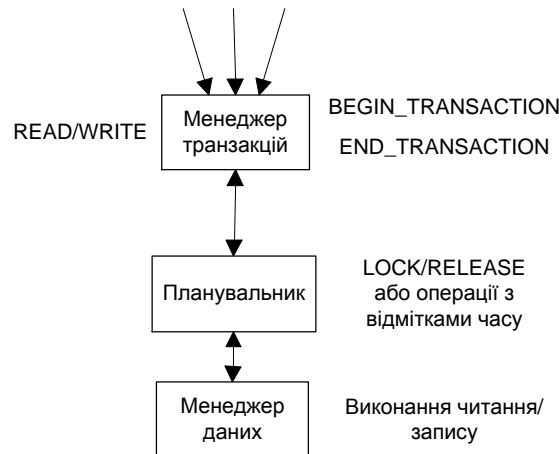 READ/WRITE
Менеджер
транзакцій
BEGIN_TRANSACTION
END_TRANSACTION
Планувальник
LOCK/RELEASE
або операції з
відмітками часу
Менеджер
даних
Виконання читання/
запису